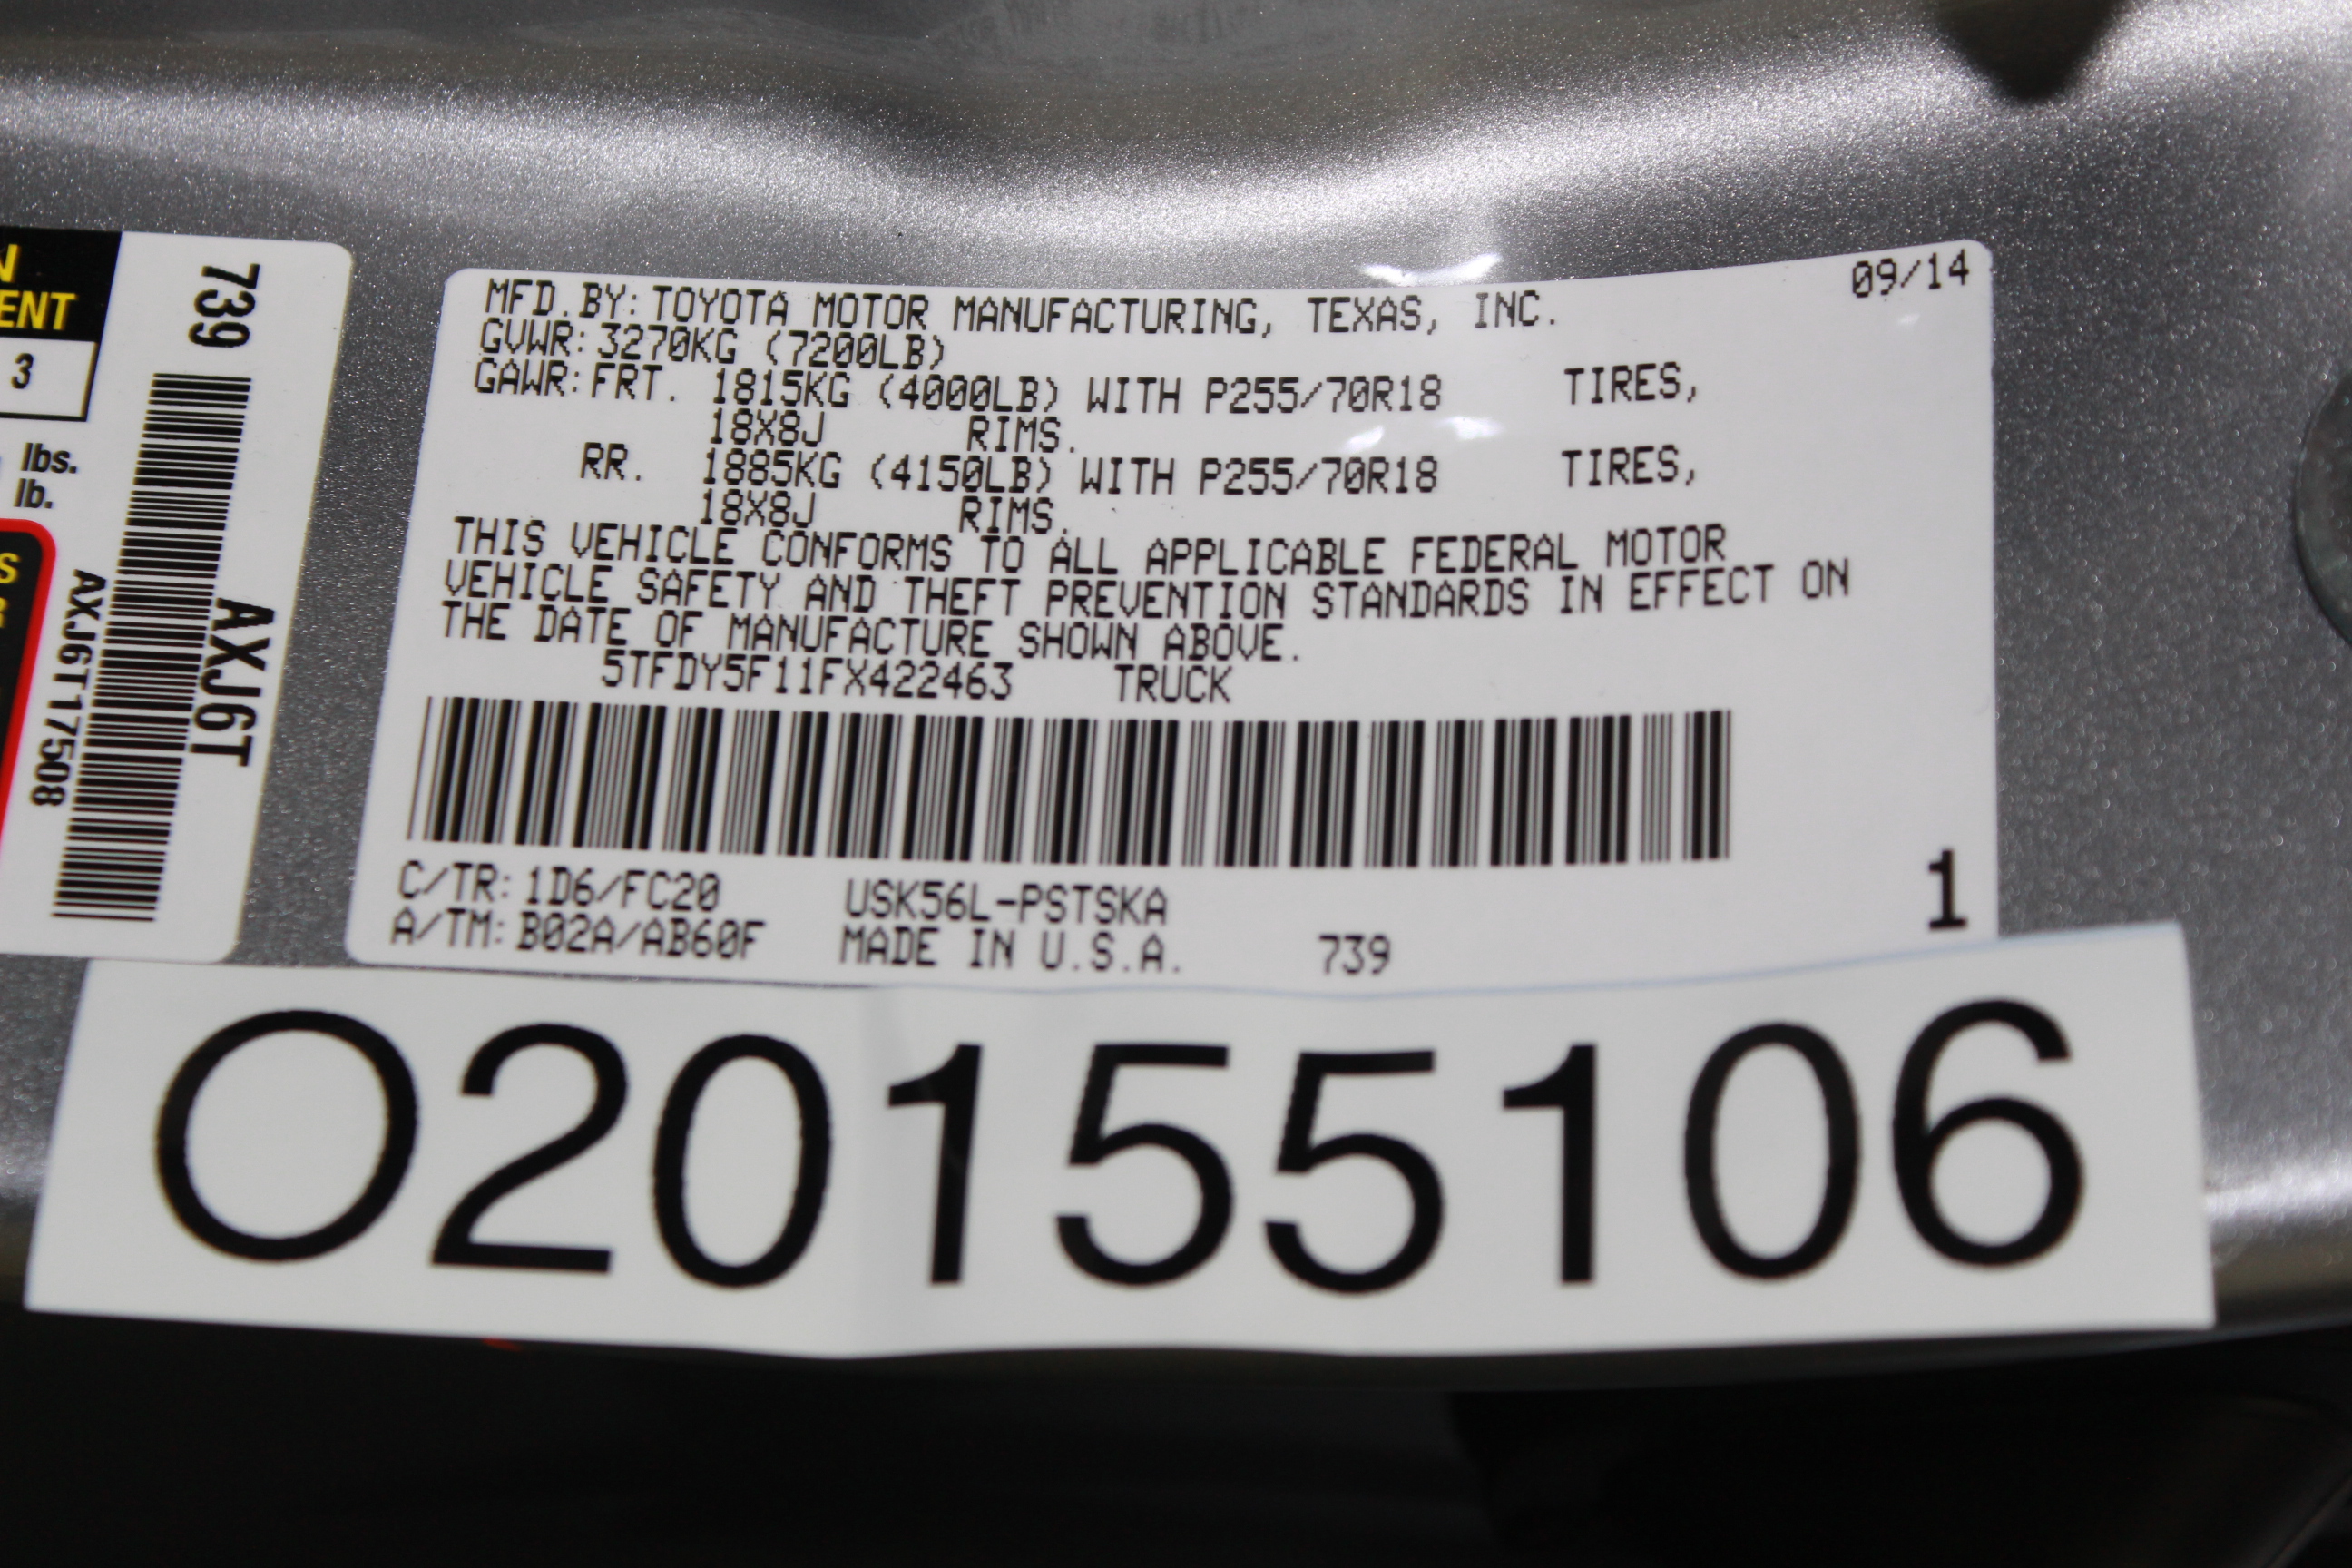 N
ENT
3
lbs.
lb.
S
R
739
AXJ6T
AXJ6T17508
09/14
MFD.BY:TOYOTA MOTOR MANUFACTURING, TEXAS, INC.
GVWR:3270KG (7200LB)
GAWR:FRT. 1815KG (4000LB) WITH P255/70R18 TIRES,
18X8J RIMS.
RR. 1885KG (4150LB) WITH P255/70R18 TIRES,
18X8J RIMS.
THIS VEHICLE CONFORMS TO ALL APPLICABLE FEDERAL MOTOR
VEHICLE SAFETY AND THEFT PREVENTION STANDARDS IN EFFECT ON
THE DATE OF MANUFACTURE SHOWN ABOVE.
5TFDY5F11FX422463 TRUCK
C/TR:1D6/FC20 USK56L-PSTSKA
A/TM:B02A/AB60F MADE IN U.S.A. 739
1
O20155106